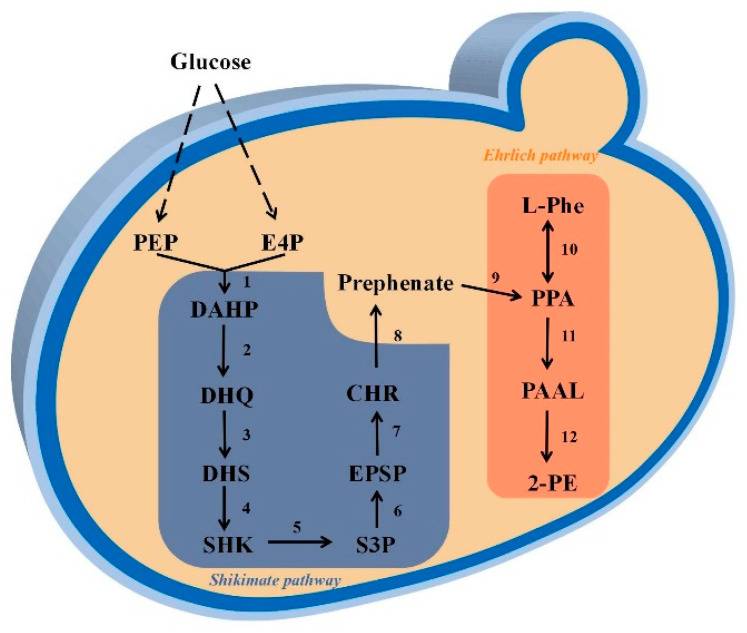 Glucose
Ehrlich pathway
L-Phe
PEP
E4P
10
1
Prephenate
9
PPA
DAHP
8
11
2
DHQ
CHR
PAAL
3
7
12
DHS
EPSP
2-PE
4
6
5
SHK
S3P
Shikimate pathway